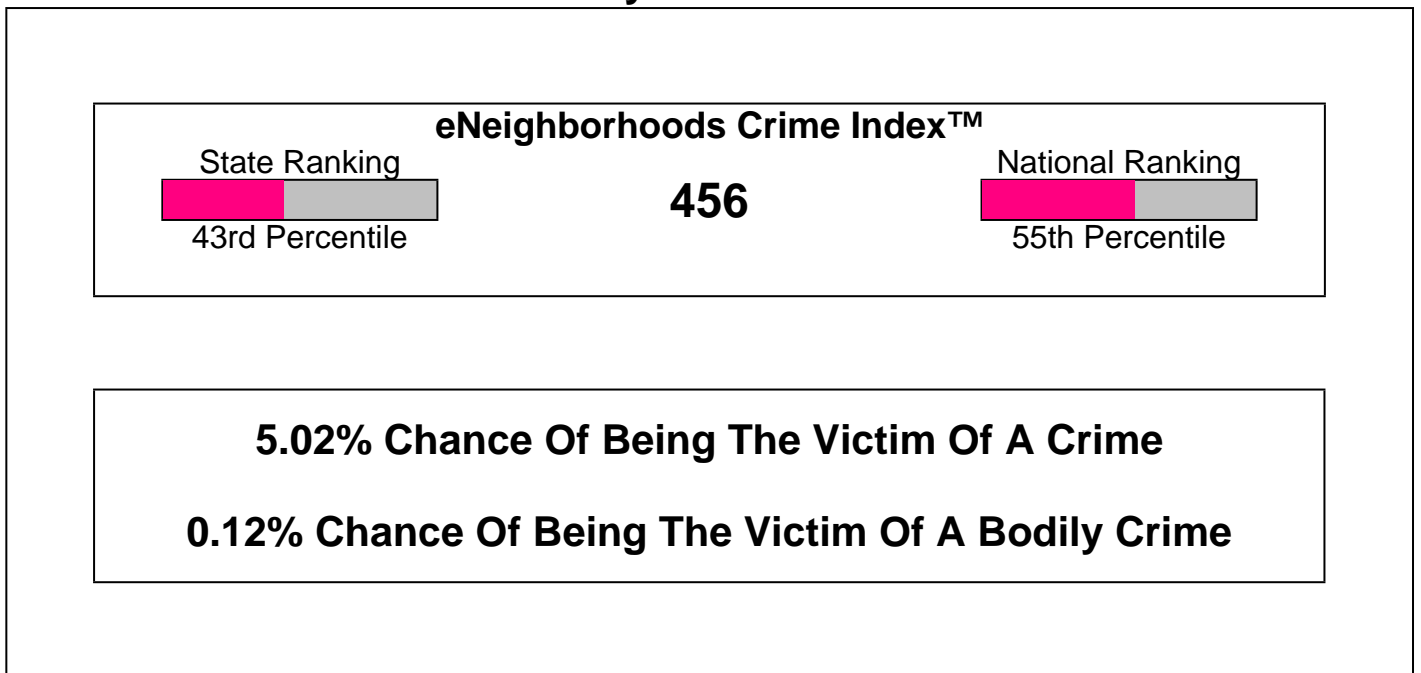 eNeighborhoods Crime Index™
State Ranking
456
National Ranking
43rd Percentile
55th Percentile
5.02% Chance Of Being The Victim Of A Crime
0.12% Chance Of Being The Victim Of A Bodily Crime